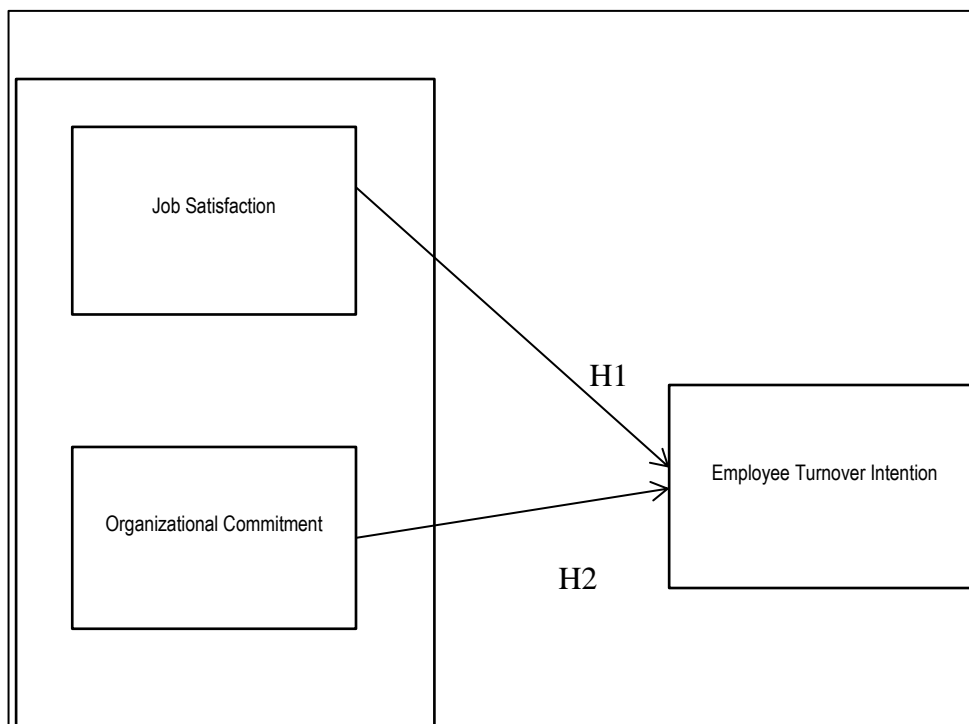 Job Satisfaction
H1
Employee Turnover Intention
Organizational Commitment
H2